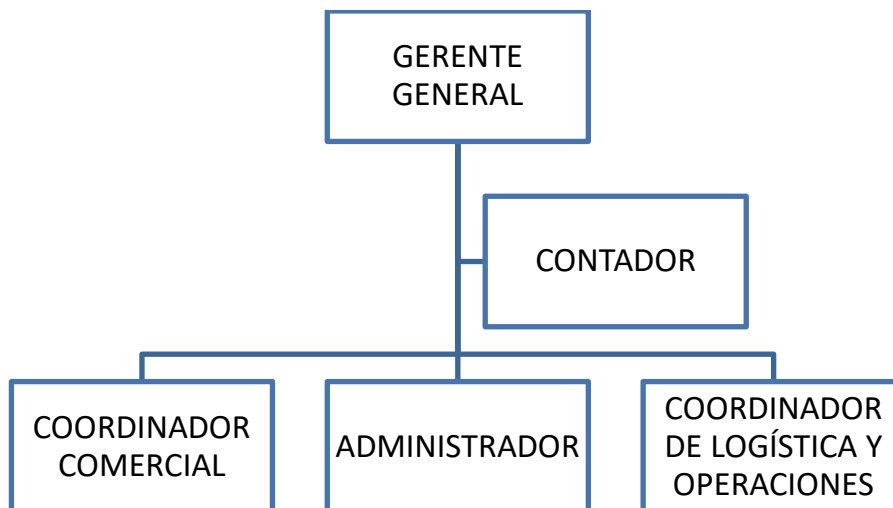 GERENTE
GENERAL
CONTADOR
COORDINADOR
COMERCIAL
ADMINISTRADOR
COORDINADOR
DE LOGÍSTICA Y
OPERACIONES